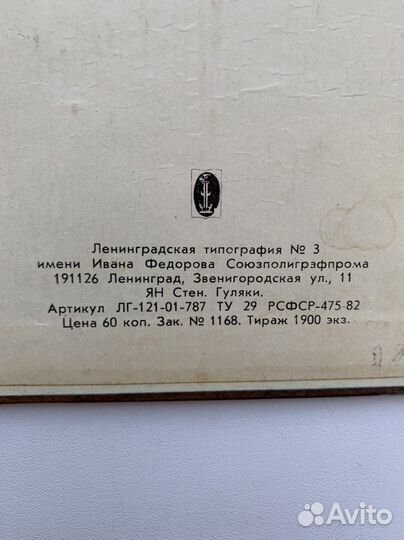 Ленинградская типография № 3
имени Ивана Федорова Союзполиграфпрома
191126 Ленинград, Звенигородская ул., 11
ЯН Стен. Гуляки.
Артикул ЛГ-121-01-787 ТУ 29 РСФСР-475-82
Цена 60 коп. Зак. № 1168. Тираж 1900 экз.
Avito